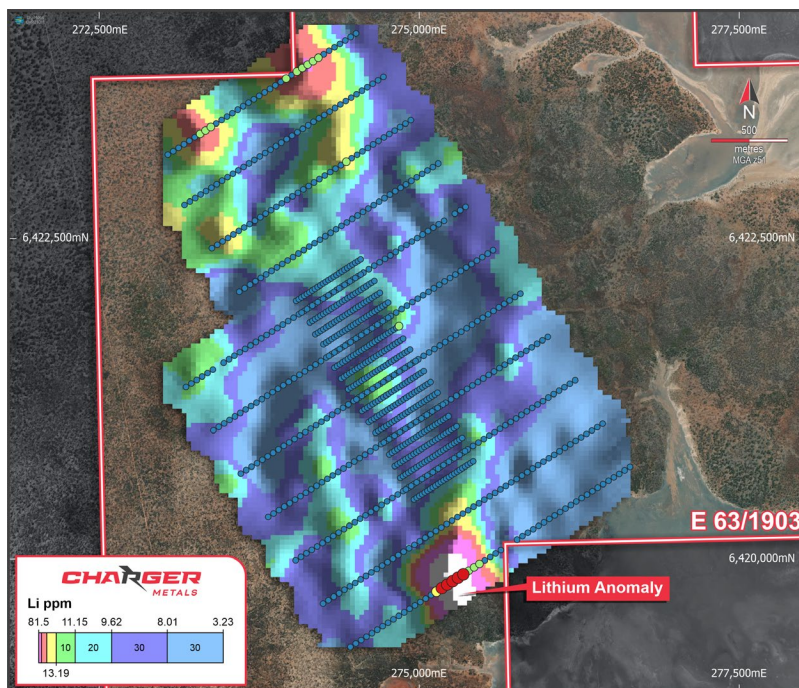 272,500mE
275,000mE
277,500mE
N
500
metres
MGA z51
6,422,500mN
6,422,500mN
E 63/1903
6,420,000mN
Lithium Anomaly
CHARGER
METALS
Li ppm
81.5 11.15 9.62 8.01 3.23
10 20 30 30
13.19
275,000mE
277,500mE